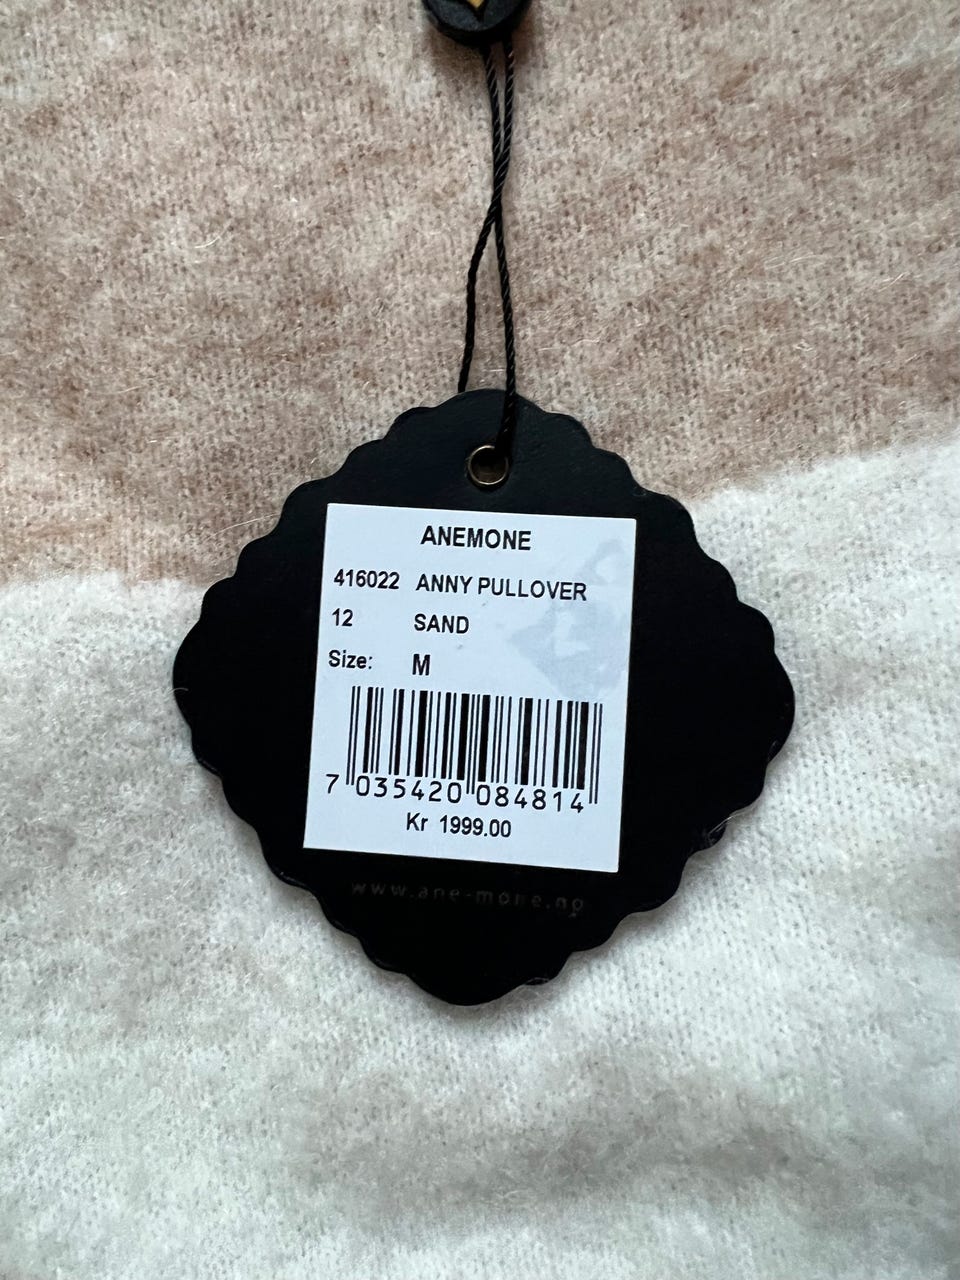 ANEMONE
416022 ANNY PULLOVER
12 SAND
Size: M
7 035420 084814
Kr 1999.00
www.ane-mone.no